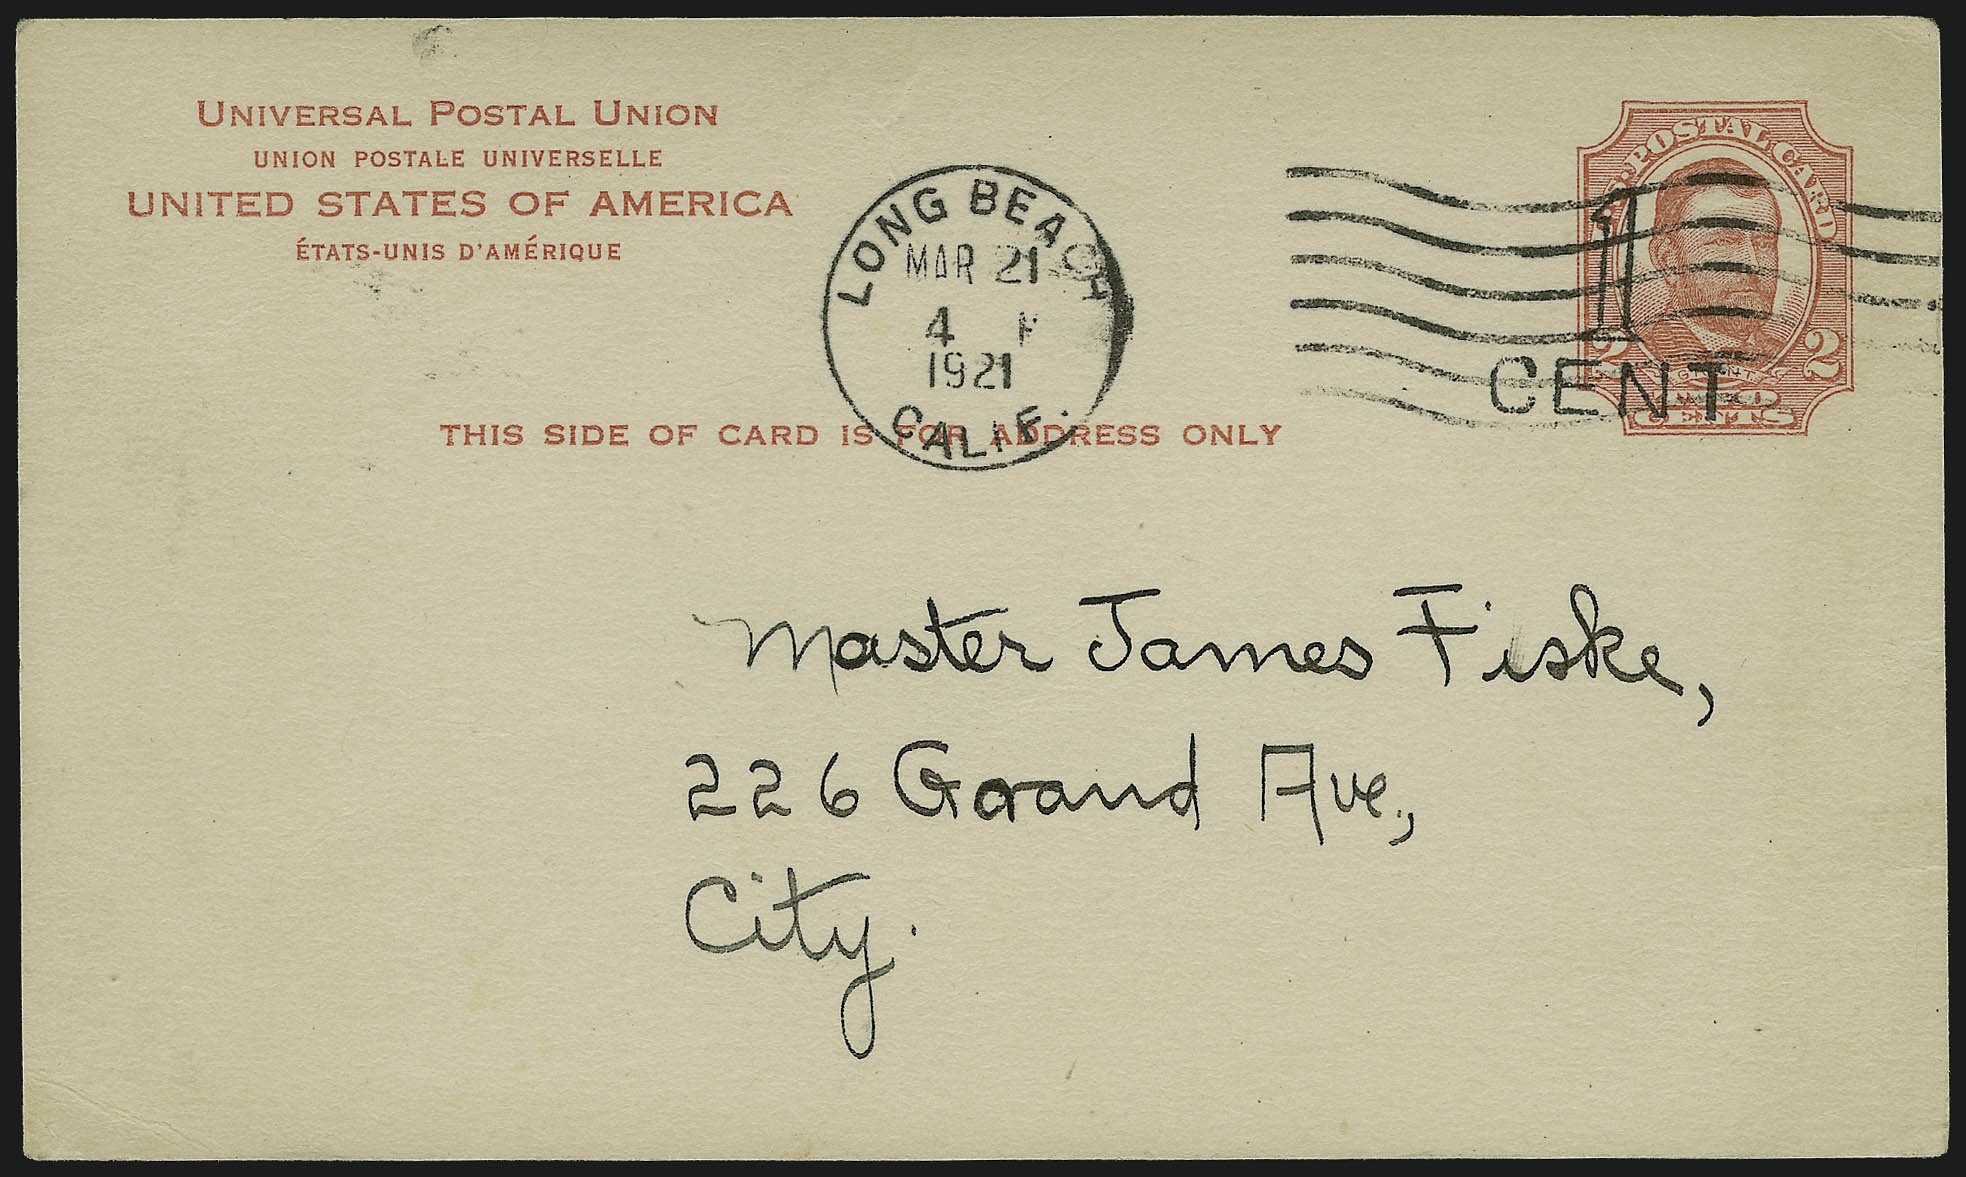 UNIVERSAL POSTAL UNION
UNION POSTALE UNIVERSELLE
UNITED STATES OF AMERICA
ÉTATS-UNIS D'AMÉRIQUE
THIS SIDE OF CARD IS FOR ADDRESS ONLY
LONG BEACH
MAR 21
4 P
1921
CALIF.
POSTAL CARD
1
CENT
2 2
Master James Fiske,
226 Grand Ave.,
City.